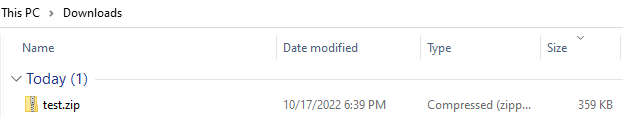 This PC > Downloads
Name Date modified Type Size
Today (1)
test.zip 10/17/2022 6:39 PM Compressed (zipp... 359 KB